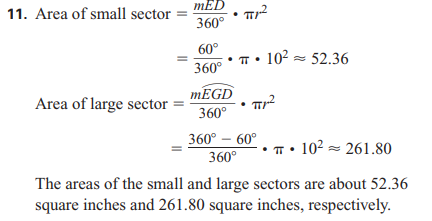 11. Area of small sector = mED/360° • πr²
= 60°/360° • π • 10² ≈ 52.36
Area of large sector = mEGD/360° • πr²
= 360° − 60°/360° • π • 10² ≈ 261.80
The areas of the small and large sectors are about 52.36
square inches and 261.80 square inches, respectively.